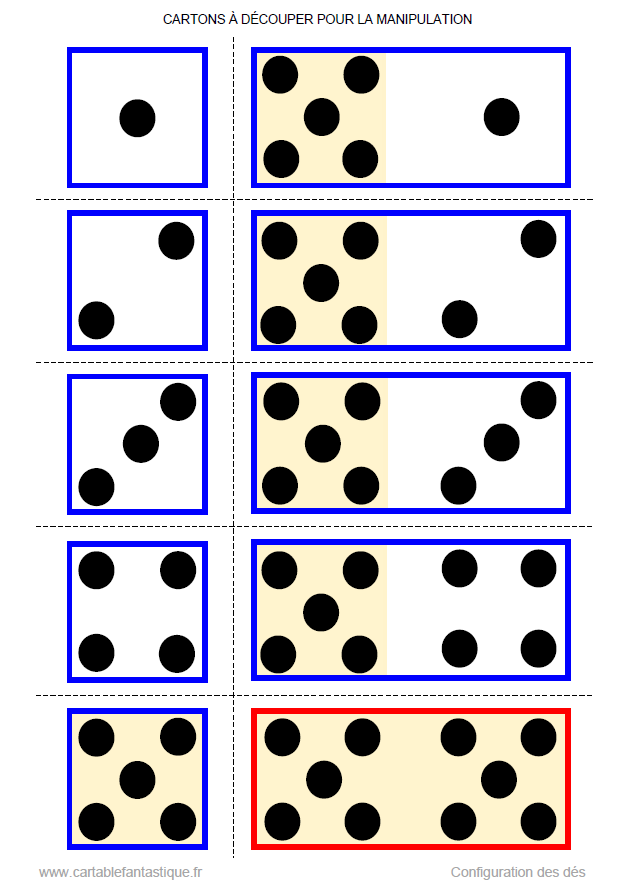 CARTONS À DÉCOUPER POUR LA MANIPULATION
www.cartablefantastique.fr
Configuration des dés